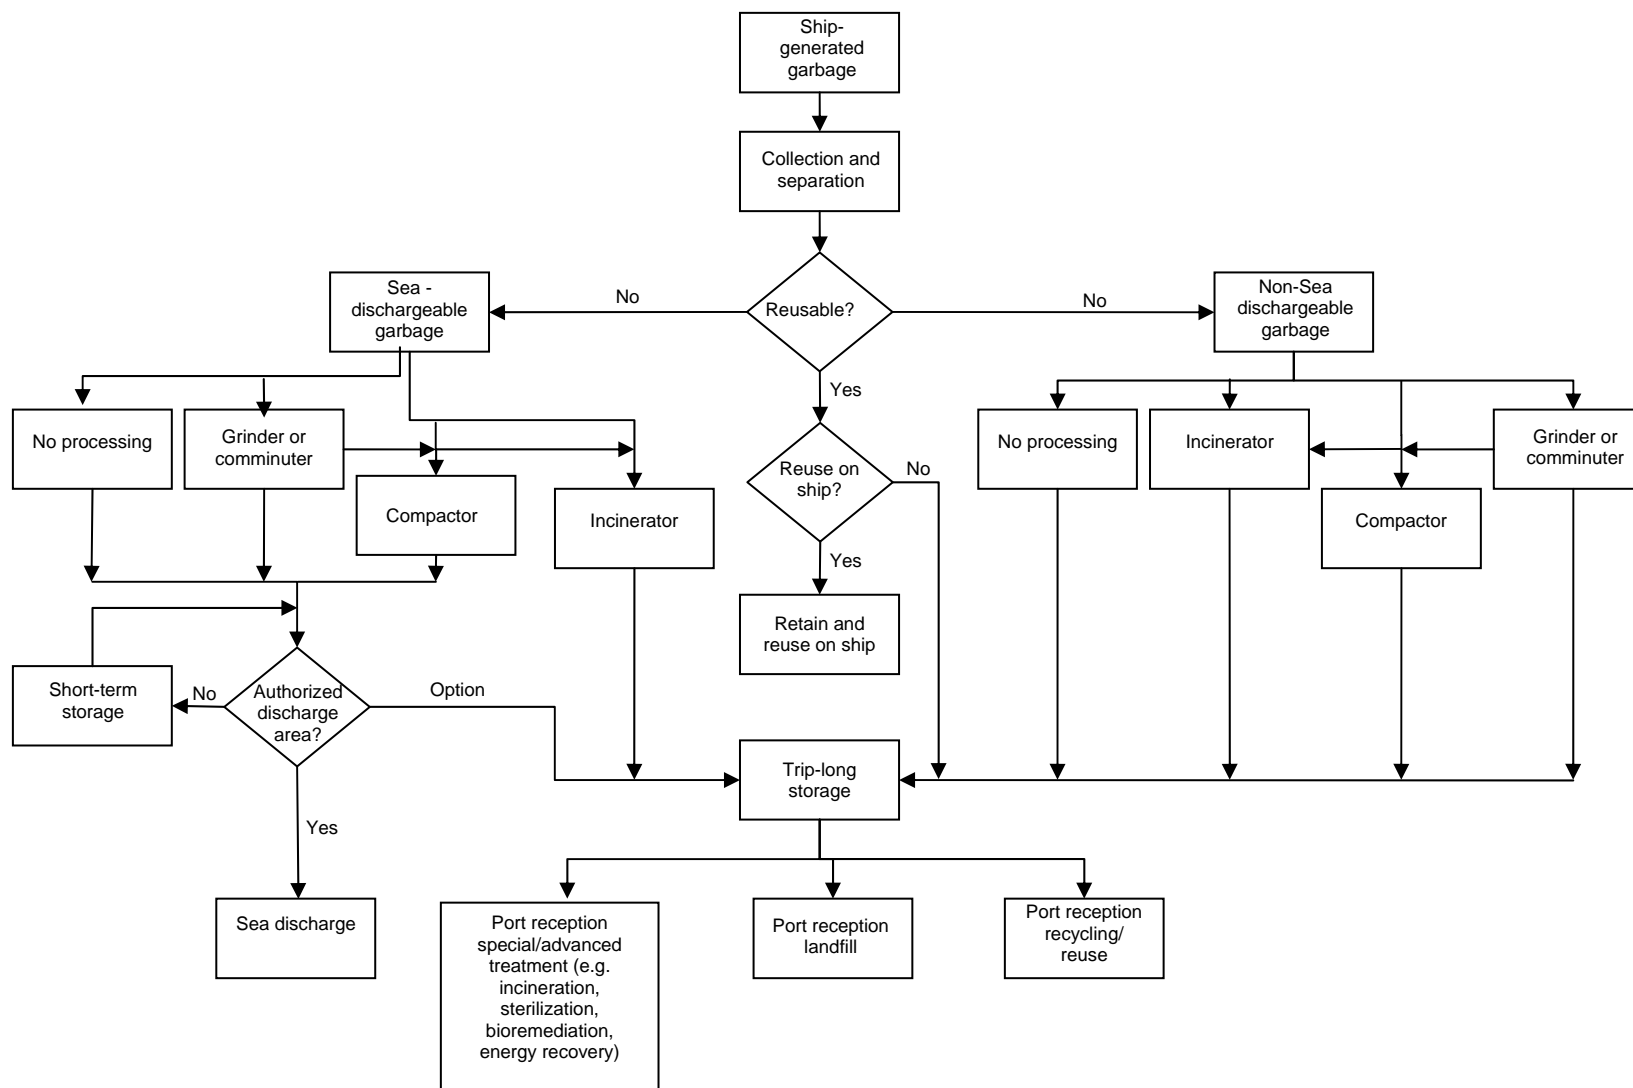 Ship-
generated
garbage
Collection and
separation
Reusable?
No
No
Sea -
dischargeable
garbage
Non-Sea
dischargeable
garbage
Yes
No processing
Grinder or
comminuter
Compactor
Incinerator
Reuse on
ship?
No
Yes
No processing
Incinerator
Compactor
Grinder or
comminuter
Retain and
reuse on ship
Short-term
storage
No
Authorized
discharge
area?
Option
Yes
Trip-long
storage
Sea discharge
Port reception
special/advanced
treatment (e.g.
incineration,
sterilization,
bioremediation,
energy recovery)
Port reception
landfill
Port reception
recycling/
reuse